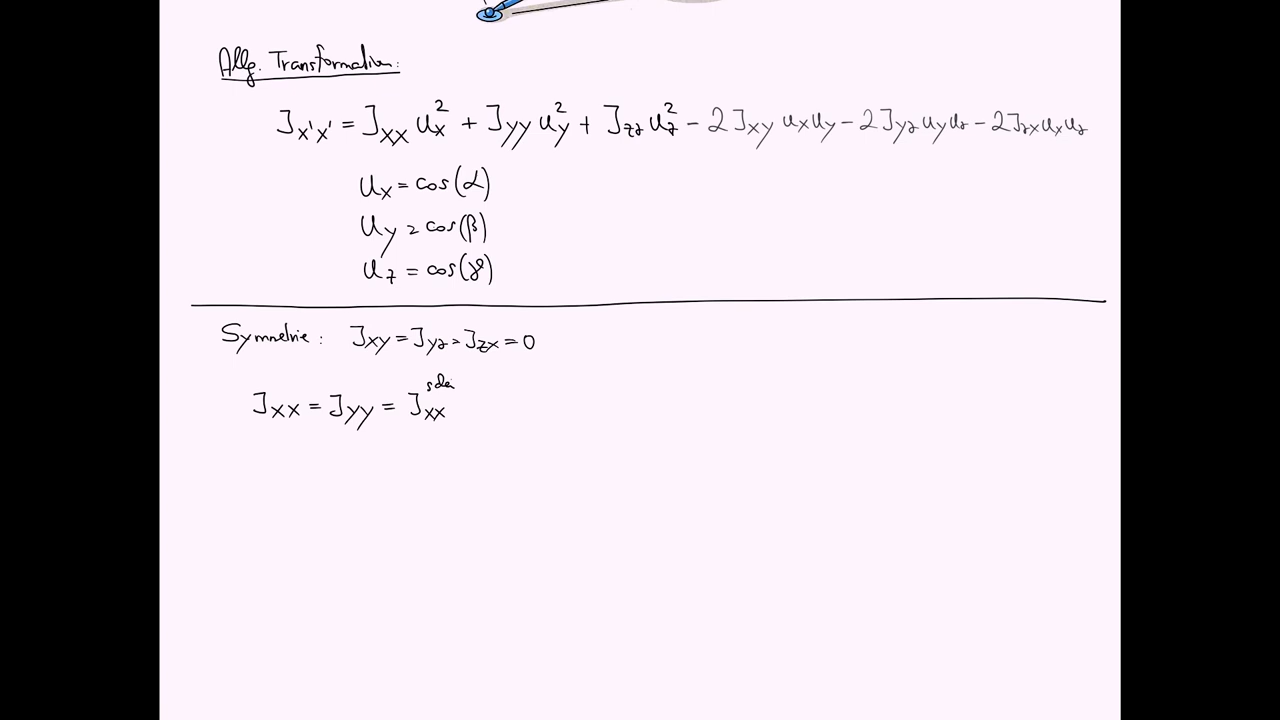 Allg. Transformation:
J_x'x' = J_xx u_x^2 + J_yy u_y^2 + J_zz u_z^2 - 2 J_xy u_x u_y - 2 J_yz u_y u_z - 2 J_zx u_x u_z
u_x = cos(α)
u_y = cos(β)
u_z = cos(γ)
Symmetrie: J_xy = J_yz = J_zx = 0
J_xx = J_yy = J_xx